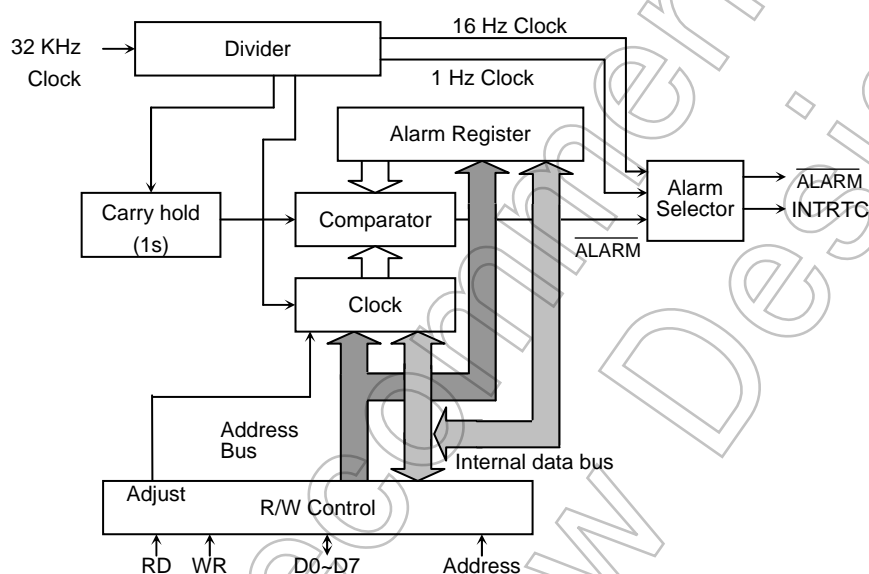 32 KHz
Clock
Divider
16 Hz Clock
1 Hz Clock
Alarm Register
Carry hold
(1s)
Comparator
Alarm
Selector
ALARM
INTRTC
ALARM
Clock
Address
Bus
Internal data bus
Adjust
R/W Control
RD
WR
D0~D7
Address